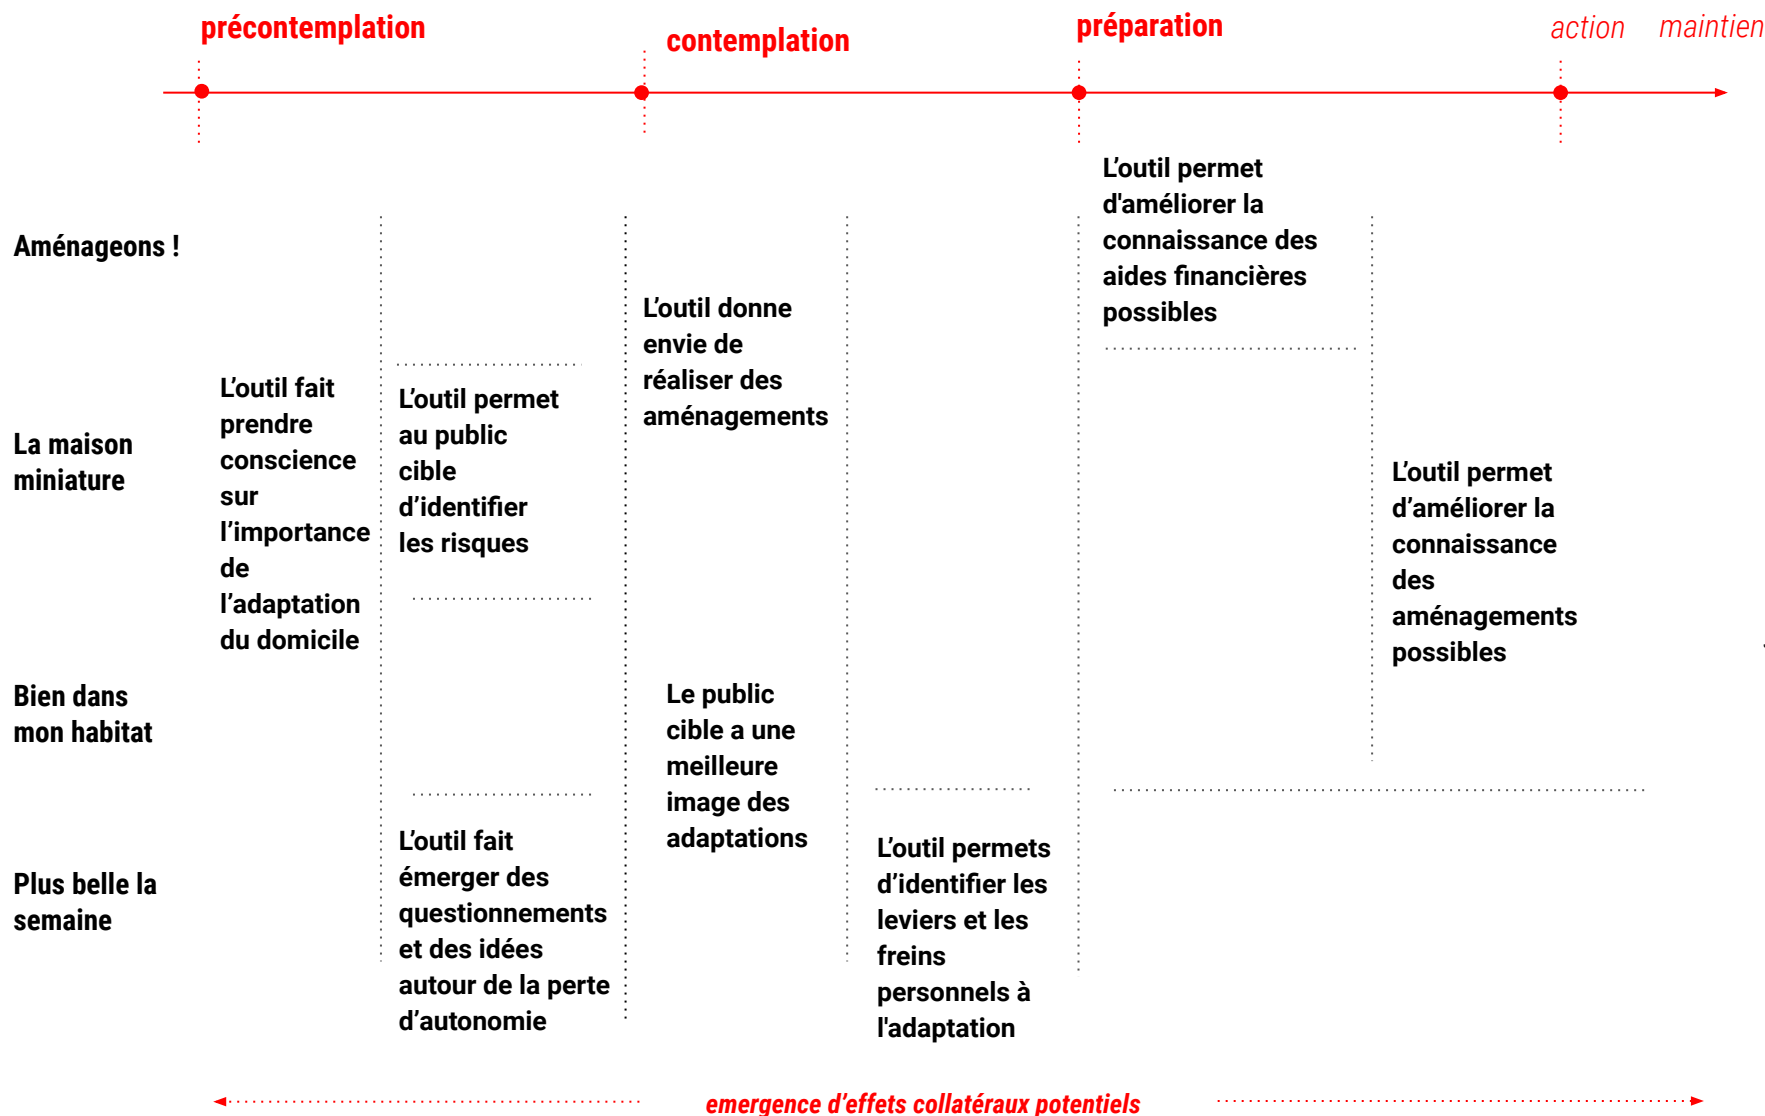 précontemplation
contemplation
préparation
action maintien
Aménageons !
La maison
miniature
Bien dans
mon habitat
Plus belle la
semaine
L’outil fait
prendre
conscience
sur
l’importance
de
l’adaptation
du domicile
L’outil permet
au public
cible
d’identifier
les risques
L’outil fait
émerger des
questionnements
et des idées
autour de la perte
d’autonomie
L’outil donne
envie de
réaliser des
aménagements
Le public
cible a une
meilleure
image des
adaptations
L’outil permets
d’identifier les
leviers et les
freins
personnels à
l'adaptation
L’outil permet
d'améliorer la
connaissance des
aides financières
possibles
L’outil permet
d’améliorer la
connaissance
des
aménagements
possibles
emergence d’effets collatéraux potentiels